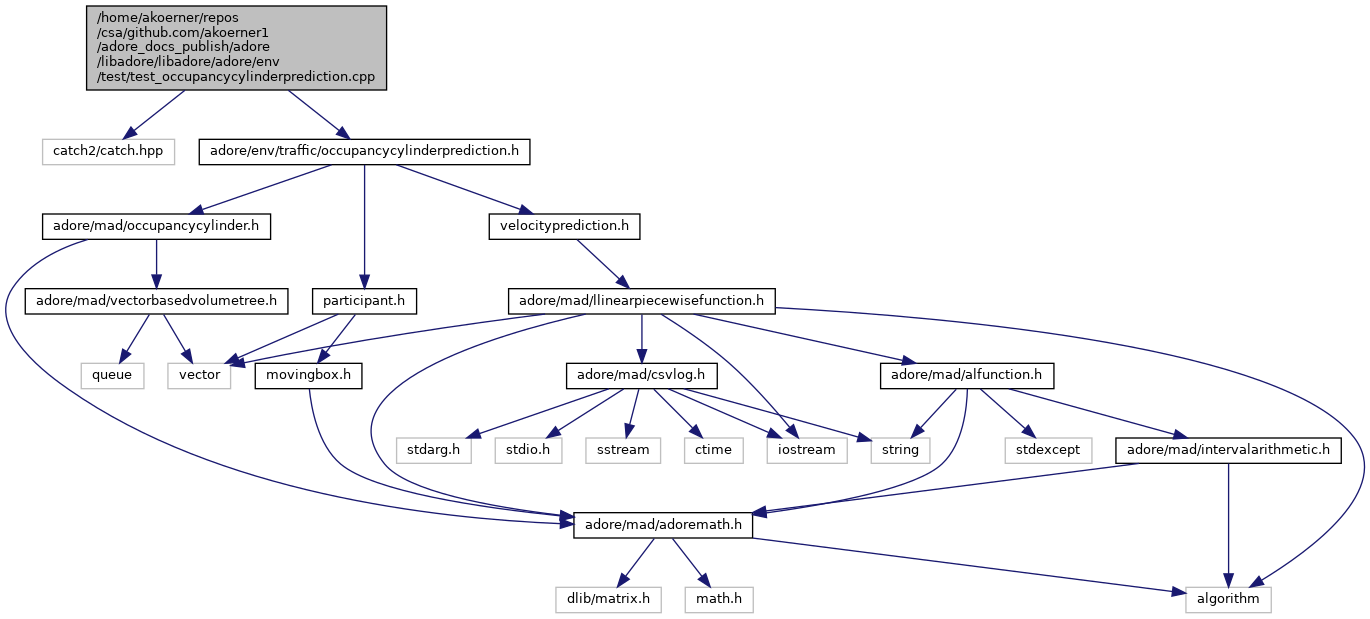 /home/akoerner/repos
/csa/github.com/akoerner1
/adore_docs_publish/adore
/libadore/libadore/adore/env
/test/test_occupancycylinderprediction.cpp
catch2/catch.hpp
adore/env/traffic/occupancycylinderprediction.h
adore/mad/occupancycylinder.h
velocityprediction.h
adore/mad/vectorbasedvolumetree.h
participant.h
adore/mad/llinearpiecewisefunction.h
queue
vector
movingbox.h
adore/mad/csvlog.h
adore/mad/alfunction.h
stdarg.h
stdio.h
sstream
ctime
iostream
string
stdexcept
adore/mad/intervalarithmetic.h
adore/mad/adoremath.h
dlib/matrix.h
math.h
algorithm